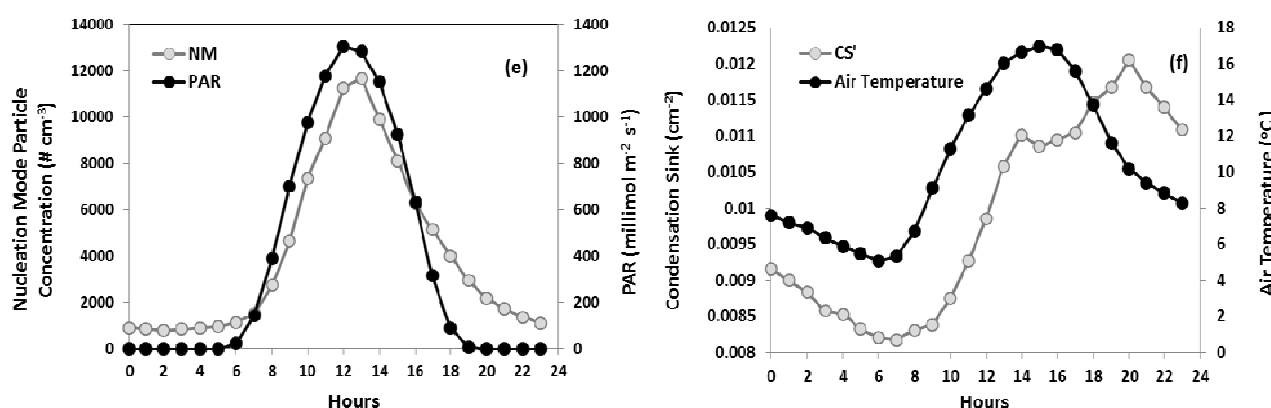 14000
12000
10000
8000
6000
4000
2000
0
Nucleation Mode Particle
Concentration (# cm-3)
NM
PAR
(e)
1400
1200
1000
800
600
400
200
0
PAR (millimol m-2 s-1)
0 2 4 6 8 10 12 14 16 18 20 22 24
Hours
0.0125
0.012
0.0115
0.011
0.0105
0.01
0.0095
0.009
0.0085
0.008
Condensation Sink (cm-2)
CS'
Air Temperature
(f)
18
16
14
12
10
8
6
4
2
0
Air Temperature (°C)
0 2 4 6 8 10 12 14 16 18 20 22 24
Hours